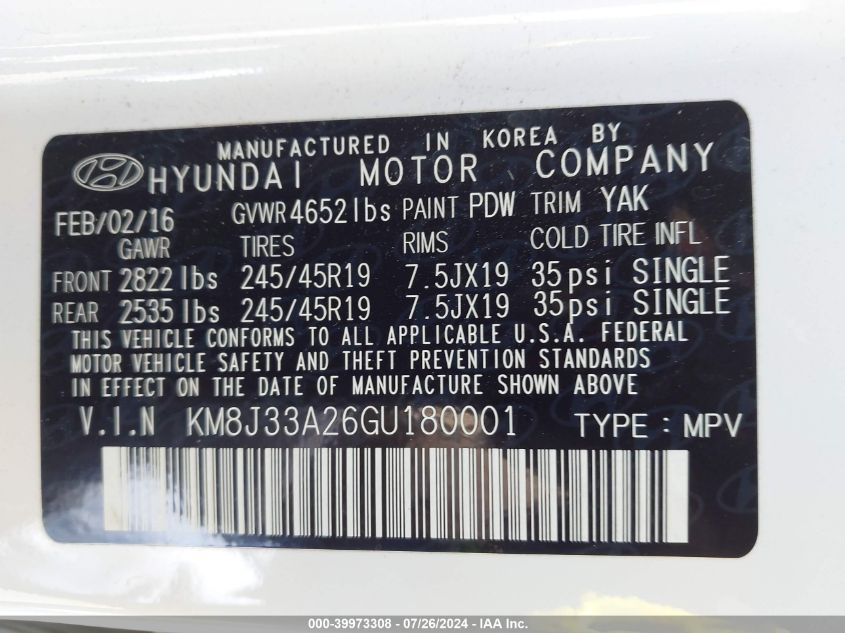 MANUFACTURED IN KOREA BY
HYUNDAI MOTOR COMPANY
FEB/02/16 GVWR 4652 lbs PAINT PDW TRIM YAK
GAWR TIRES RIMS COLD TIRE INFL
FRONT 2822 lbs 245/45R19 7.5JX19 35psi SINGLE
REAR 2535 lbs 245/45R19 7.5JX19 35psi SINGLE
THIS VEHICLE CONFORMS TO ALL APPLICABLE U.S.A. FEDERAL
MOTOR VEHICLE SAFETY AND THEFT PREVENTION STANDARDS
IN EFFECT ON THE DATE OF MANUFACTURE SHOWN ABOVE
V.I.N KM8J33A26GU180001 TYPE : MPV
000-39973308 / 07/26/2024 - IAA Inc.